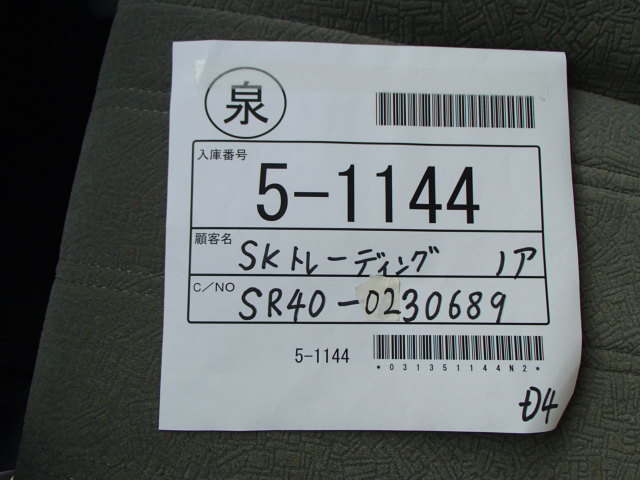 泉
入庫番号
5-1144
顧客名
SKトレーディング ノア
C/NO
SR40-0230689
5-1144
*031351144N2*
D4